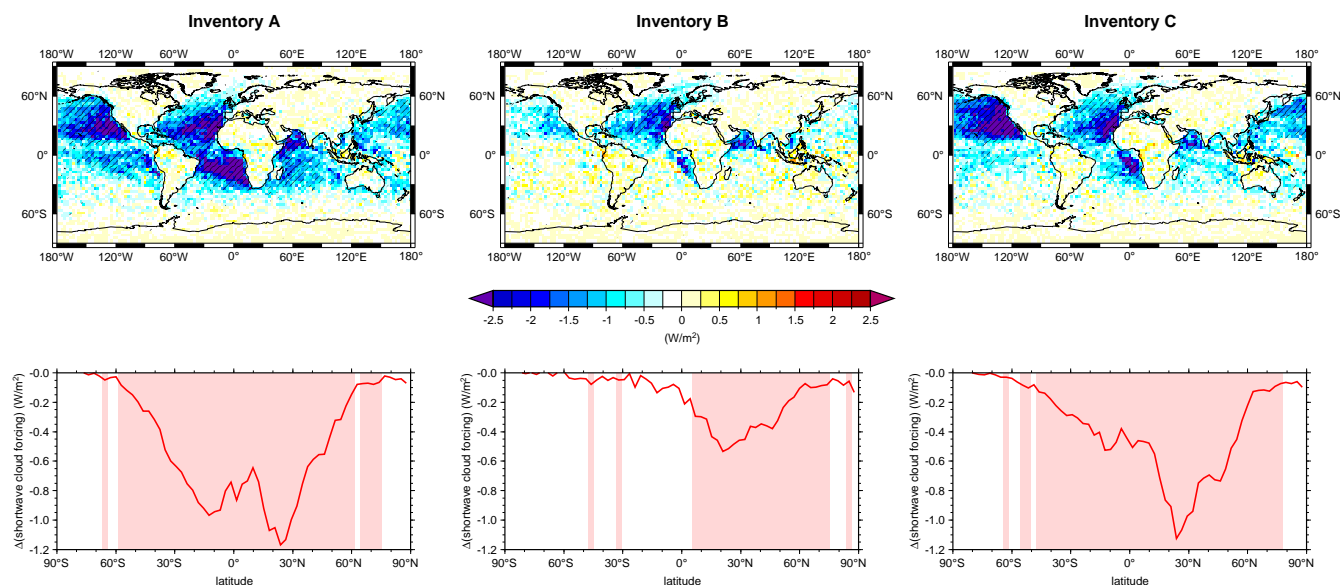 Inventory A
Inventory B
Inventory C
180°W 120°W 60°W 0° 60°E 120°E 180°
180°W 120°W 60°W 0° 60°E 120°E 180°
180°W 120°W 60°W 0° 60°E 120°E 180°
60°N 60°N 60°N
0° 0° 0°
60°S 60°S 60°S
180°W 120°W 60°W 0° 60°E 120°E 180°
180°W 120°W 60°W 0° 60°E 120°E 180°
180°W 120°W 60°W 0° 60°E 120°E 180°
-2.5 -2 -1.5 -1 -0.5 0 0.5 1 1.5 2 2.5
(W/m²)
Δ(shortwave cloud forcing) (W/m²)
-0.0
-0.2
-0.4
-0.6
-0.8
-1.0
-1.2
90°S 60°S 30°S 0° 30°N 60°N 90°N
latitude
Δ(shortwave cloud forcing) (W/m²)
-0.0
-0.2
-0.4
-0.6
-0.8
-1.0
-1.2
90°S 60°S 30°S 0° 30°N 60°N 90°N
latitude
Δ(shortwave cloud forcing) (W/m²)
-0.0
-0.2
-0.4
-0.6
-0.8
-1.0
-1.2
90°S 60°S 30°S 0° 30°N 60°N 90°N
latitude